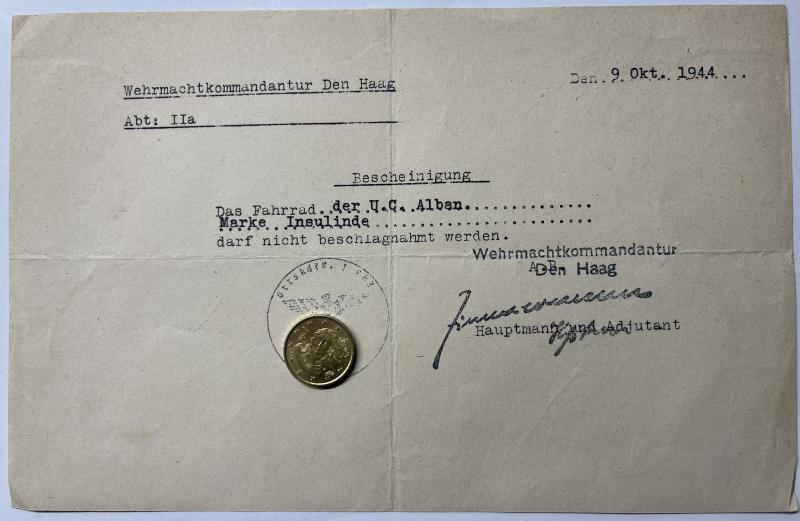 Wehrmachtkommandantur Den Haag
Den. 9. Okt. 1944....
Abt: IIa
Bescheinigung
Das Fahrrad. der U.C. Alban..............
Marke Insulinde ........................
darf nicht beschlagnahmt werden.
Wehrmachtkommandantur
Den Haag
Hauptmann und Adjutant
Ortskdtr.